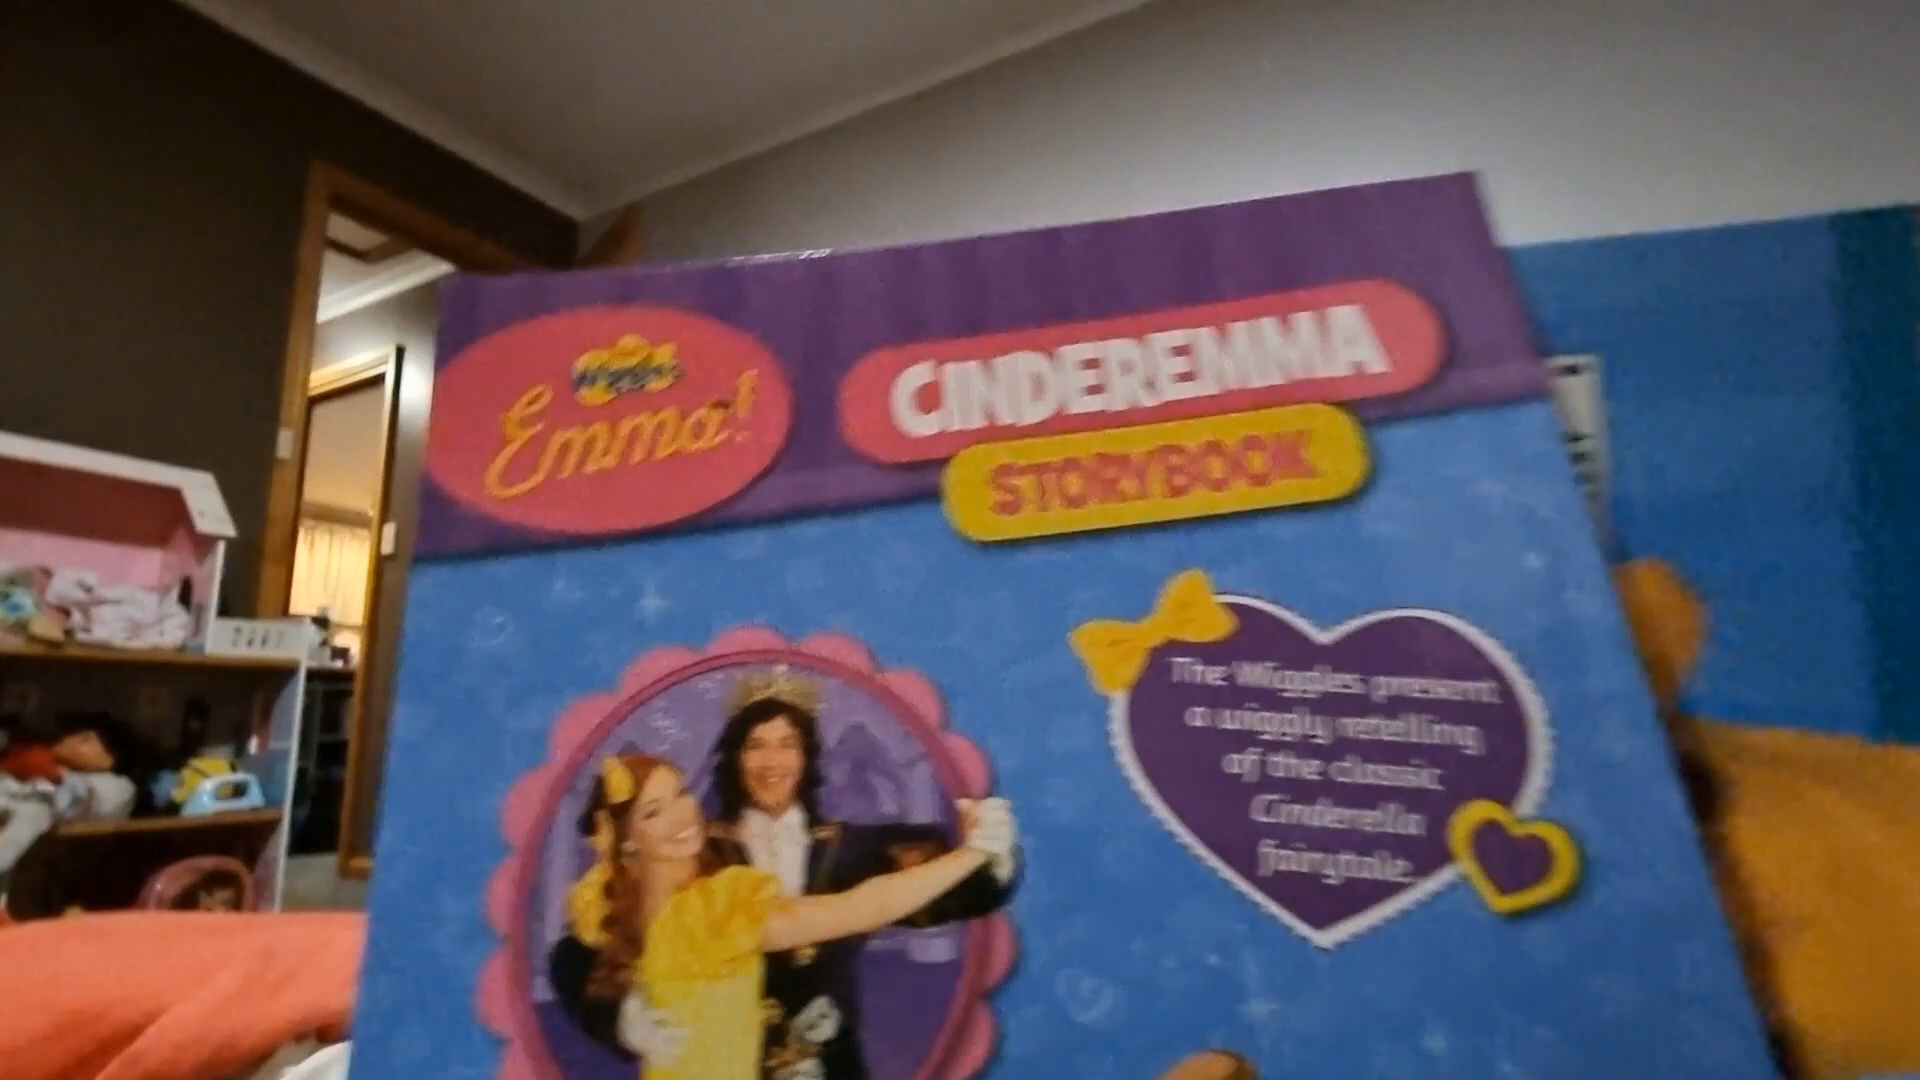 Wiggles
Emma!
CINDEREMMA
STORYBOOK
The Wiggles present
a wiggly retelling
of the classic
Cinderella
fairytale.